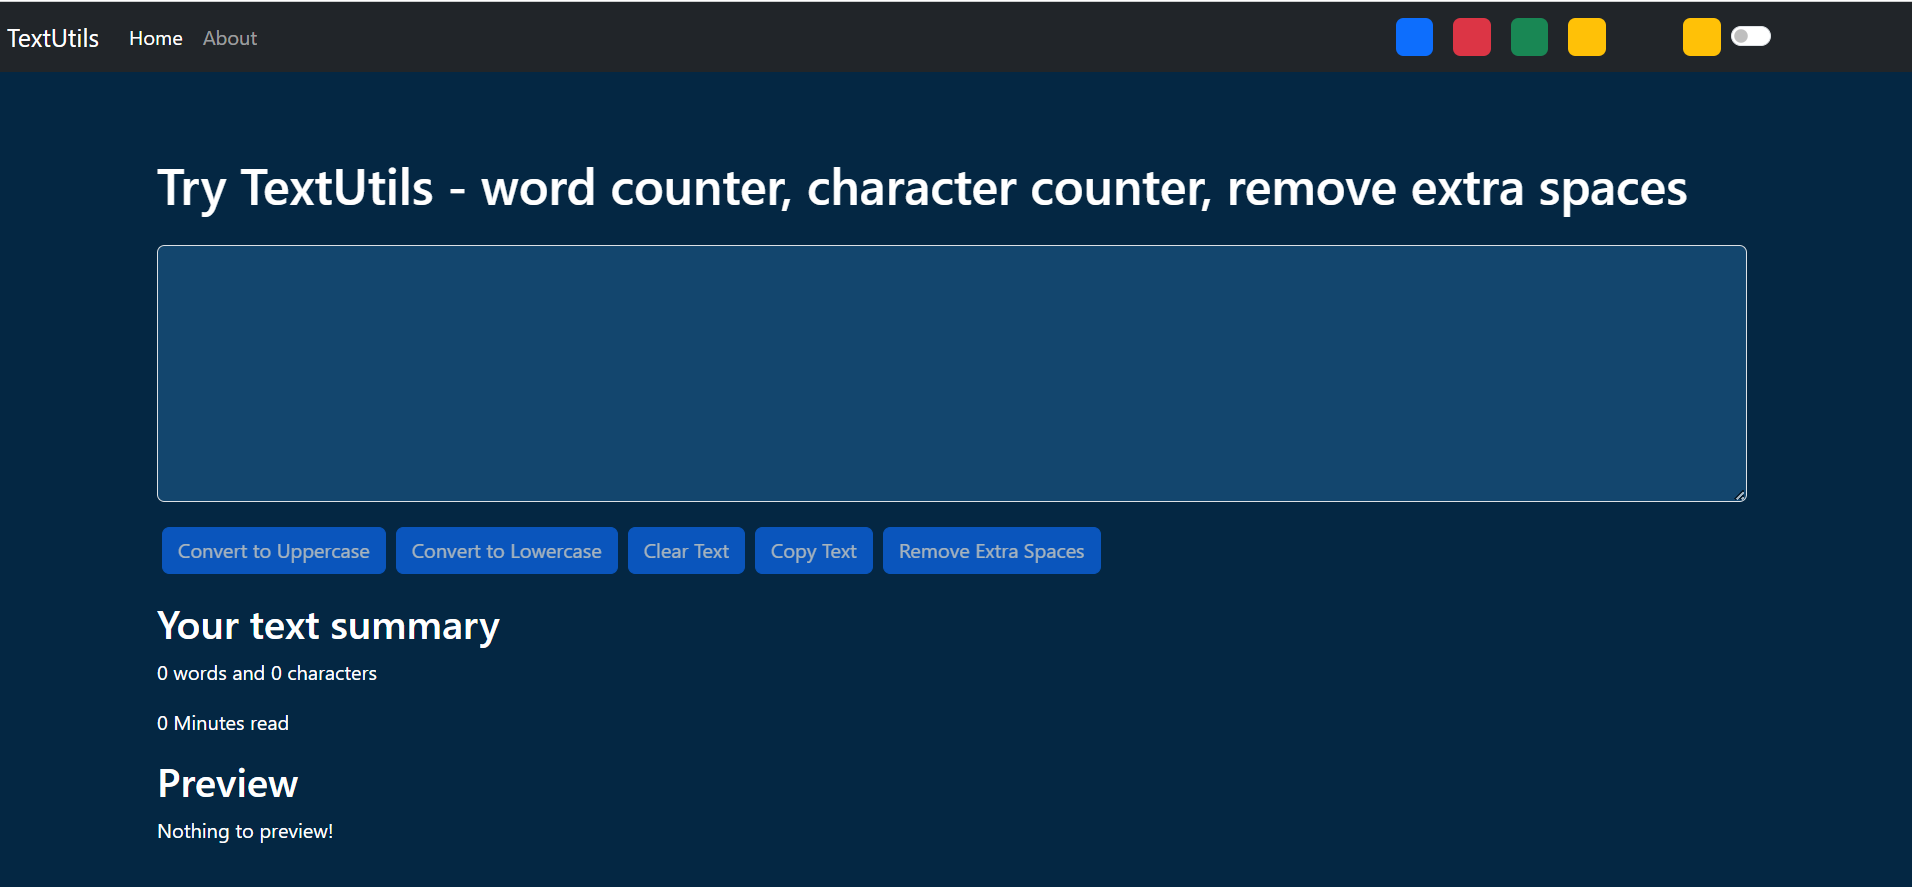 TextUtils Home About
Try TextUtils - word counter, character counter, remove extra spaces
Convert to Uppercase Convert to Lowercase Clear Text Copy Text Remove Extra Spaces
Your text summary
0 words and 0 characters
0 Minutes read
Preview
Nothing to preview!